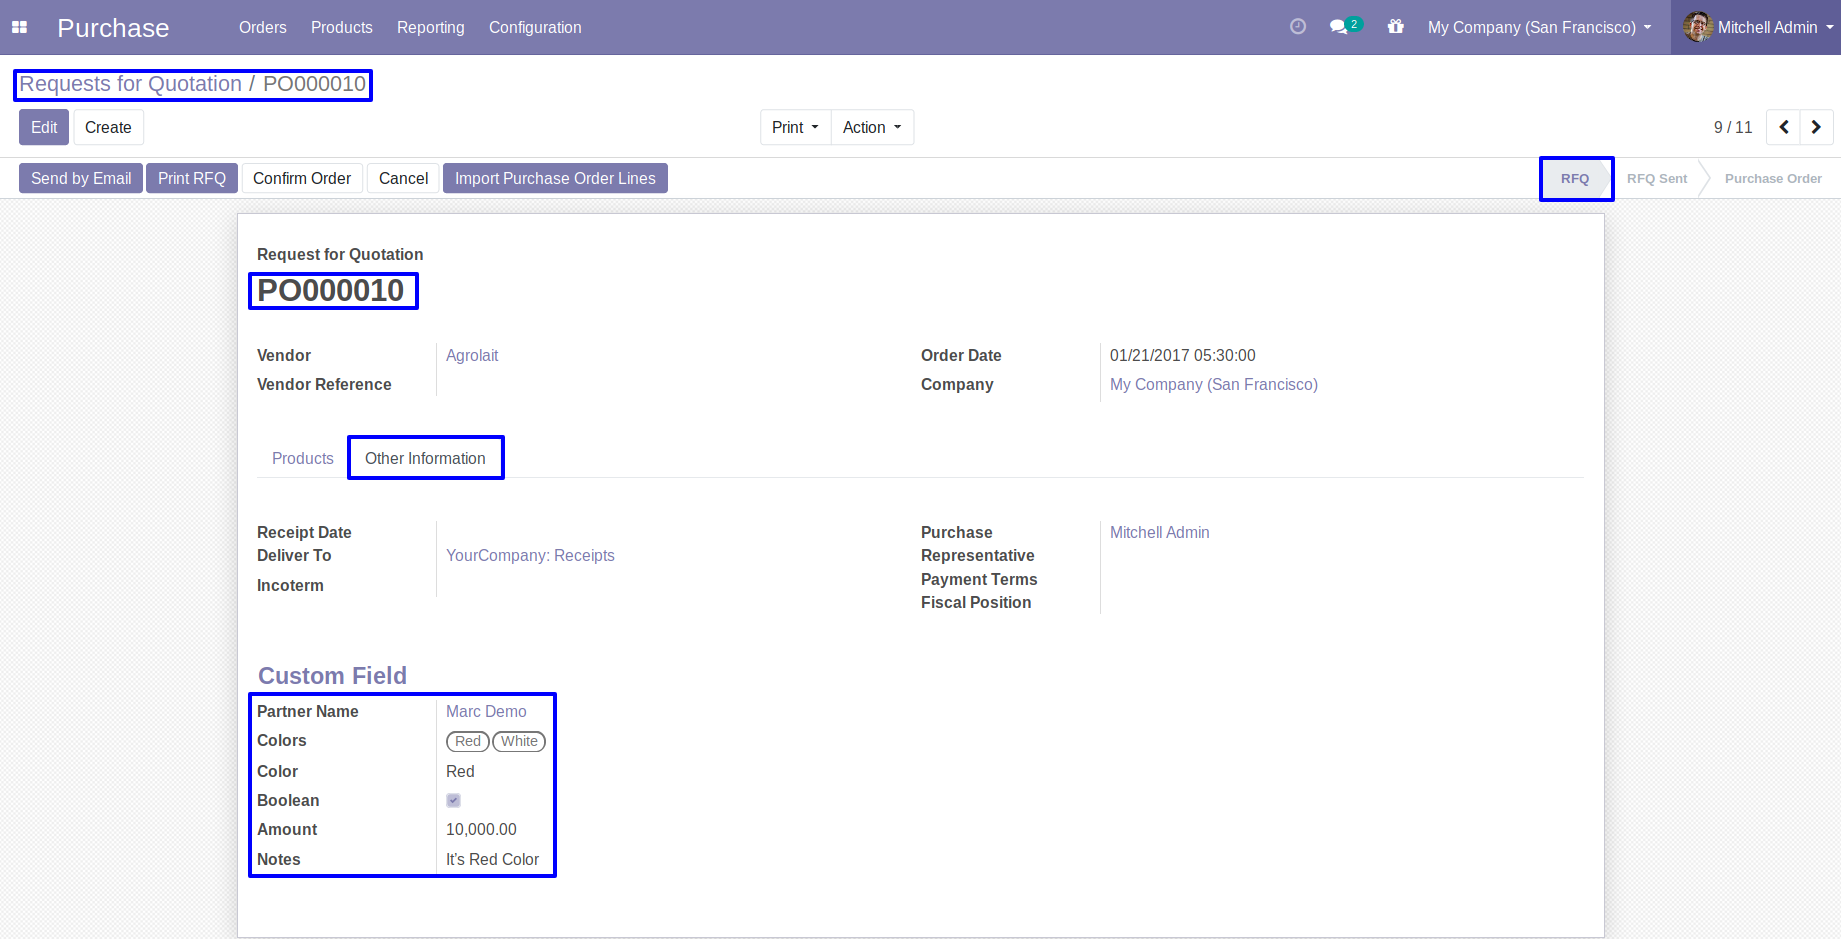 Purchase Orders Products Reporting Configuration 2 My Company (San Francisco) Mitchell Admin
Requests for Quotation / PO000010
Edit Create Print Action 9 / 11
Send by Email Print RFQ Confirm Order Cancel Import Purchase Order Lines RFQ RFQ Sent Purchase Order
Request for Quotation
PO000010
Vendor Agrolait Order Date 01/21/2017 05:30:00
Vendor Reference Company My Company (San Francisco)
Products Other Information
Receipt Date Purchase Mitchell Admin
Deliver To YourCompany: Receipts Representative
Incoterm Payment Terms
Fiscal Position
Custom Field
Partner Name Marc Demo
Colors Red White
Color Red
Boolean
Amount 10,000.00
Notes It's Red Color